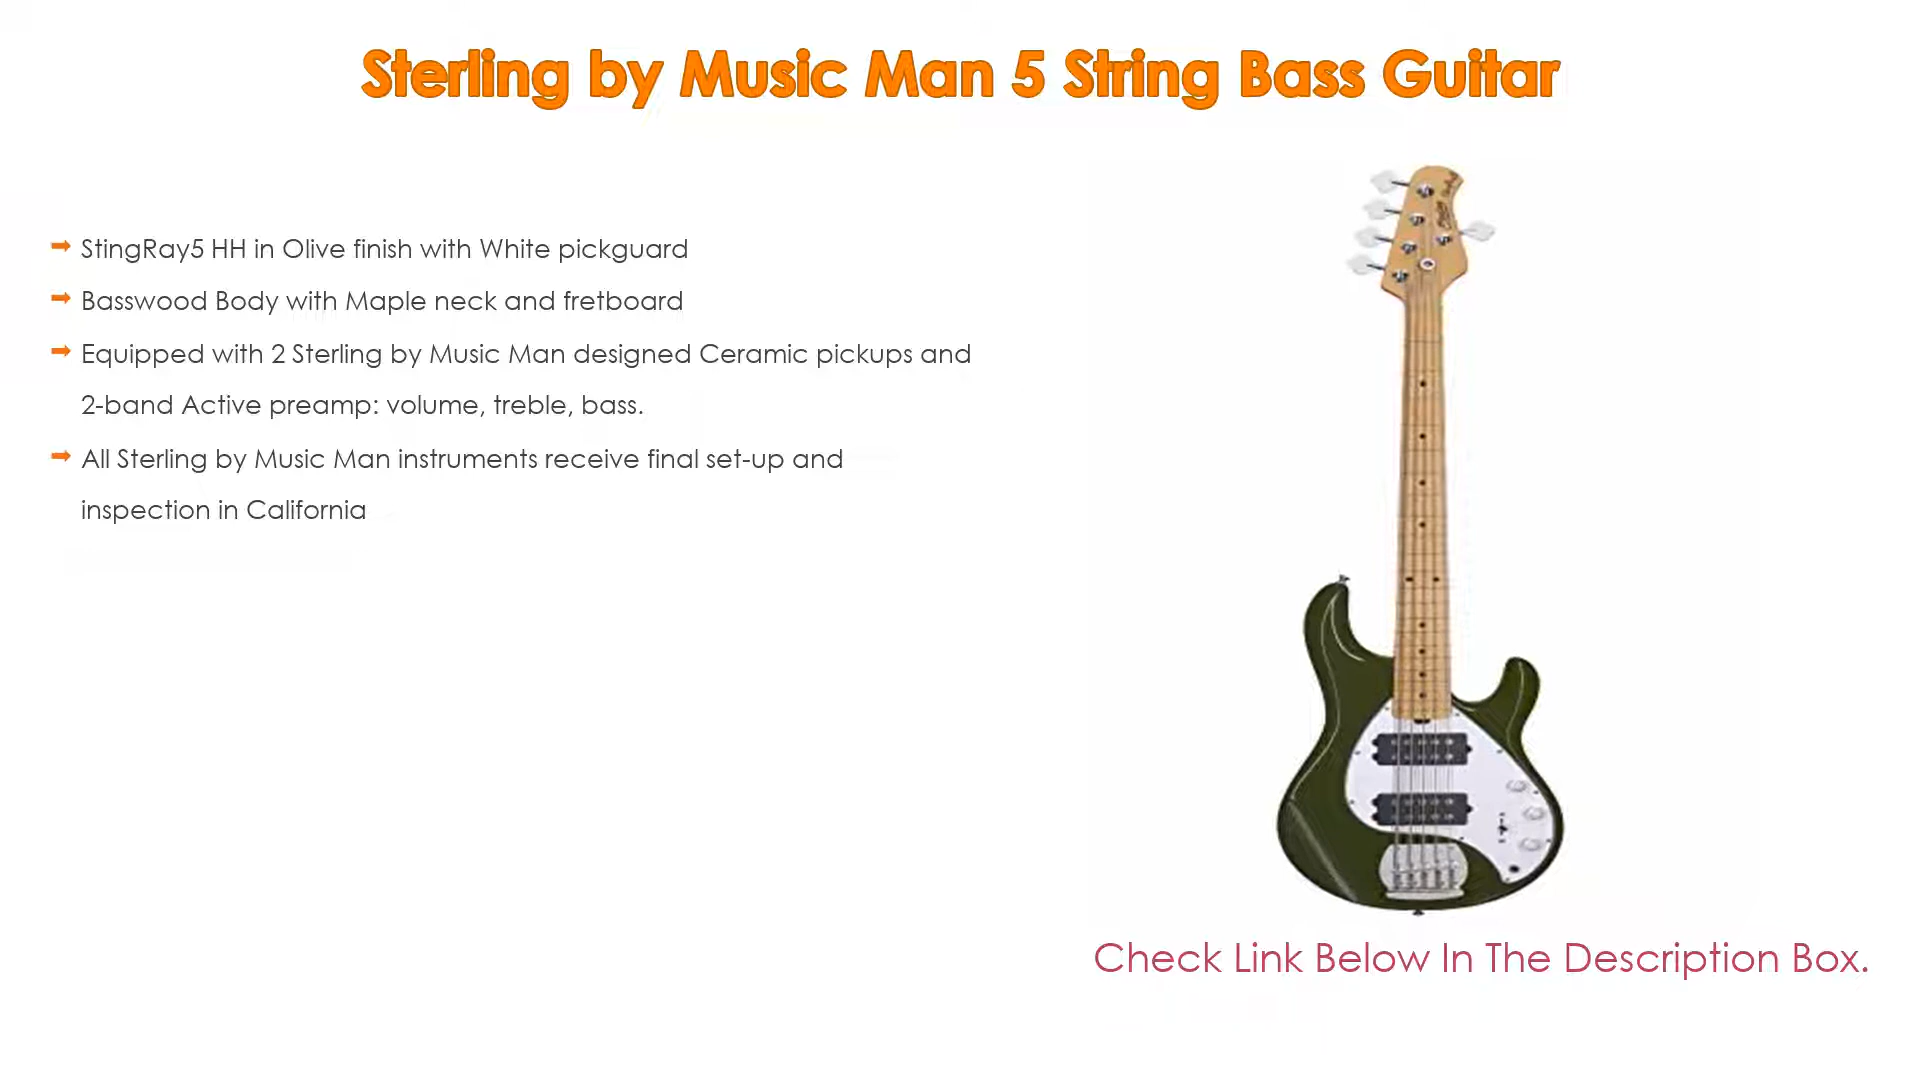 Sterling by Music Man 5 String Bass Guitar
StingRay5 HH in Olive finish with White pickguard
Basswood Body with Maple neck and fretboard
Equipped with 2 Sterling by Music Man designed Ceramic pickups and
2-band Active preamp: volume, treble, bass.
All Sterling by Music Man instruments receive final set-up and
inspection in California
Check Link Below In The Description Box.